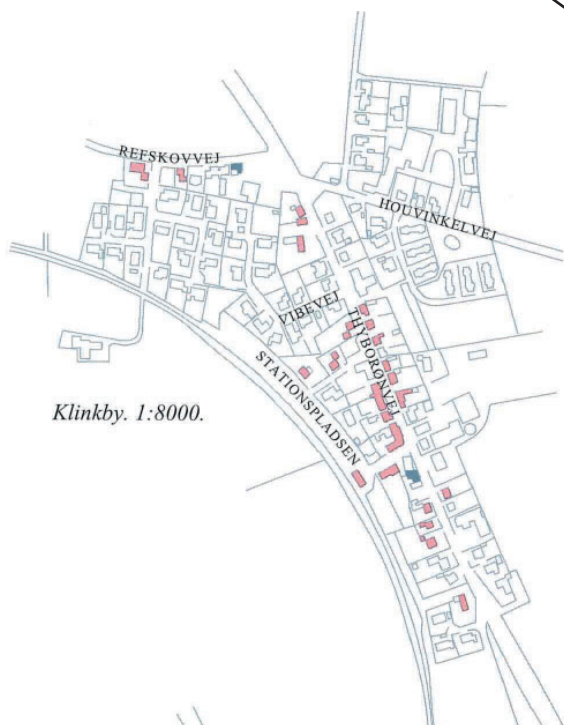 REFSKOVVEJ
HOUVINKELVEJ
VIBEVEJ
THYBORØNVEJ
STATIONSPLADSEN
Klinkby. 1:8000.